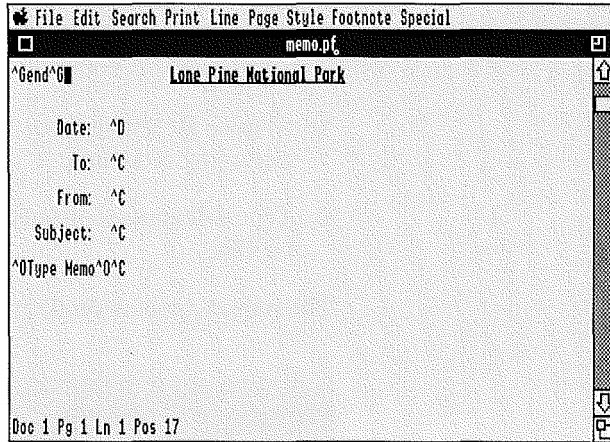 File Edit Search Print Line Page Style Footnote Special
memo.pf
^Gend^G Lone Pine National Park
Date: ^D
To: ^C
From: ^C
Subject: ^C
^OType Memo^O^C
Doc 1 Pg 1 Ln 1 Pos 17